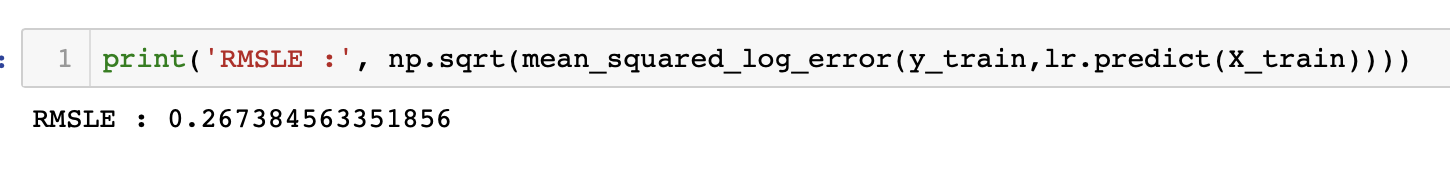 : 1 print('RMSLE :', np.sqrt(mean_squared_log_error(y_train,lr.predict(X_train))))
RMSLE : 0.267384563351856